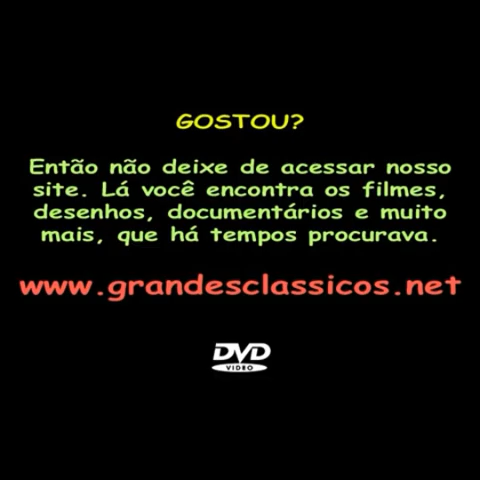 GOSTOU?
Então não deixe de acessar nosso
site. Lá você encontra os filmes,
desenhos, documentários e muito
mais, que há tempos procurava.
www.grandesclassicos.net
DVD
VIDEO